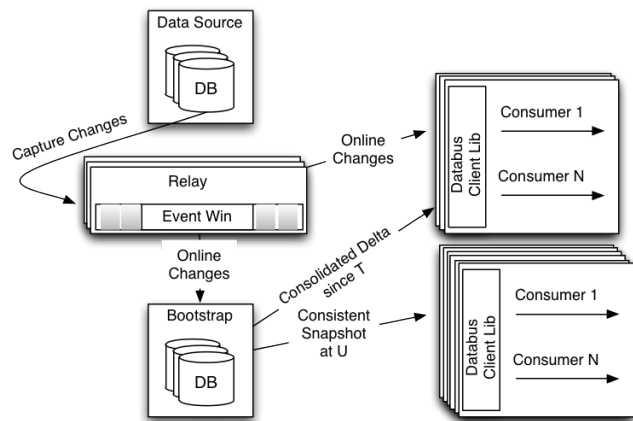 Data Source
DB
Capture Changes
Relay
Event Win
Online
Changes
Databus
Client Lib
Consumer 1
Consumer N
Online
Changes
Consolidated Delta
since T
Bootstrap
DB
Consistent
Snapshot
at U
Databus
Client Lib
Consumer 1
Consumer N